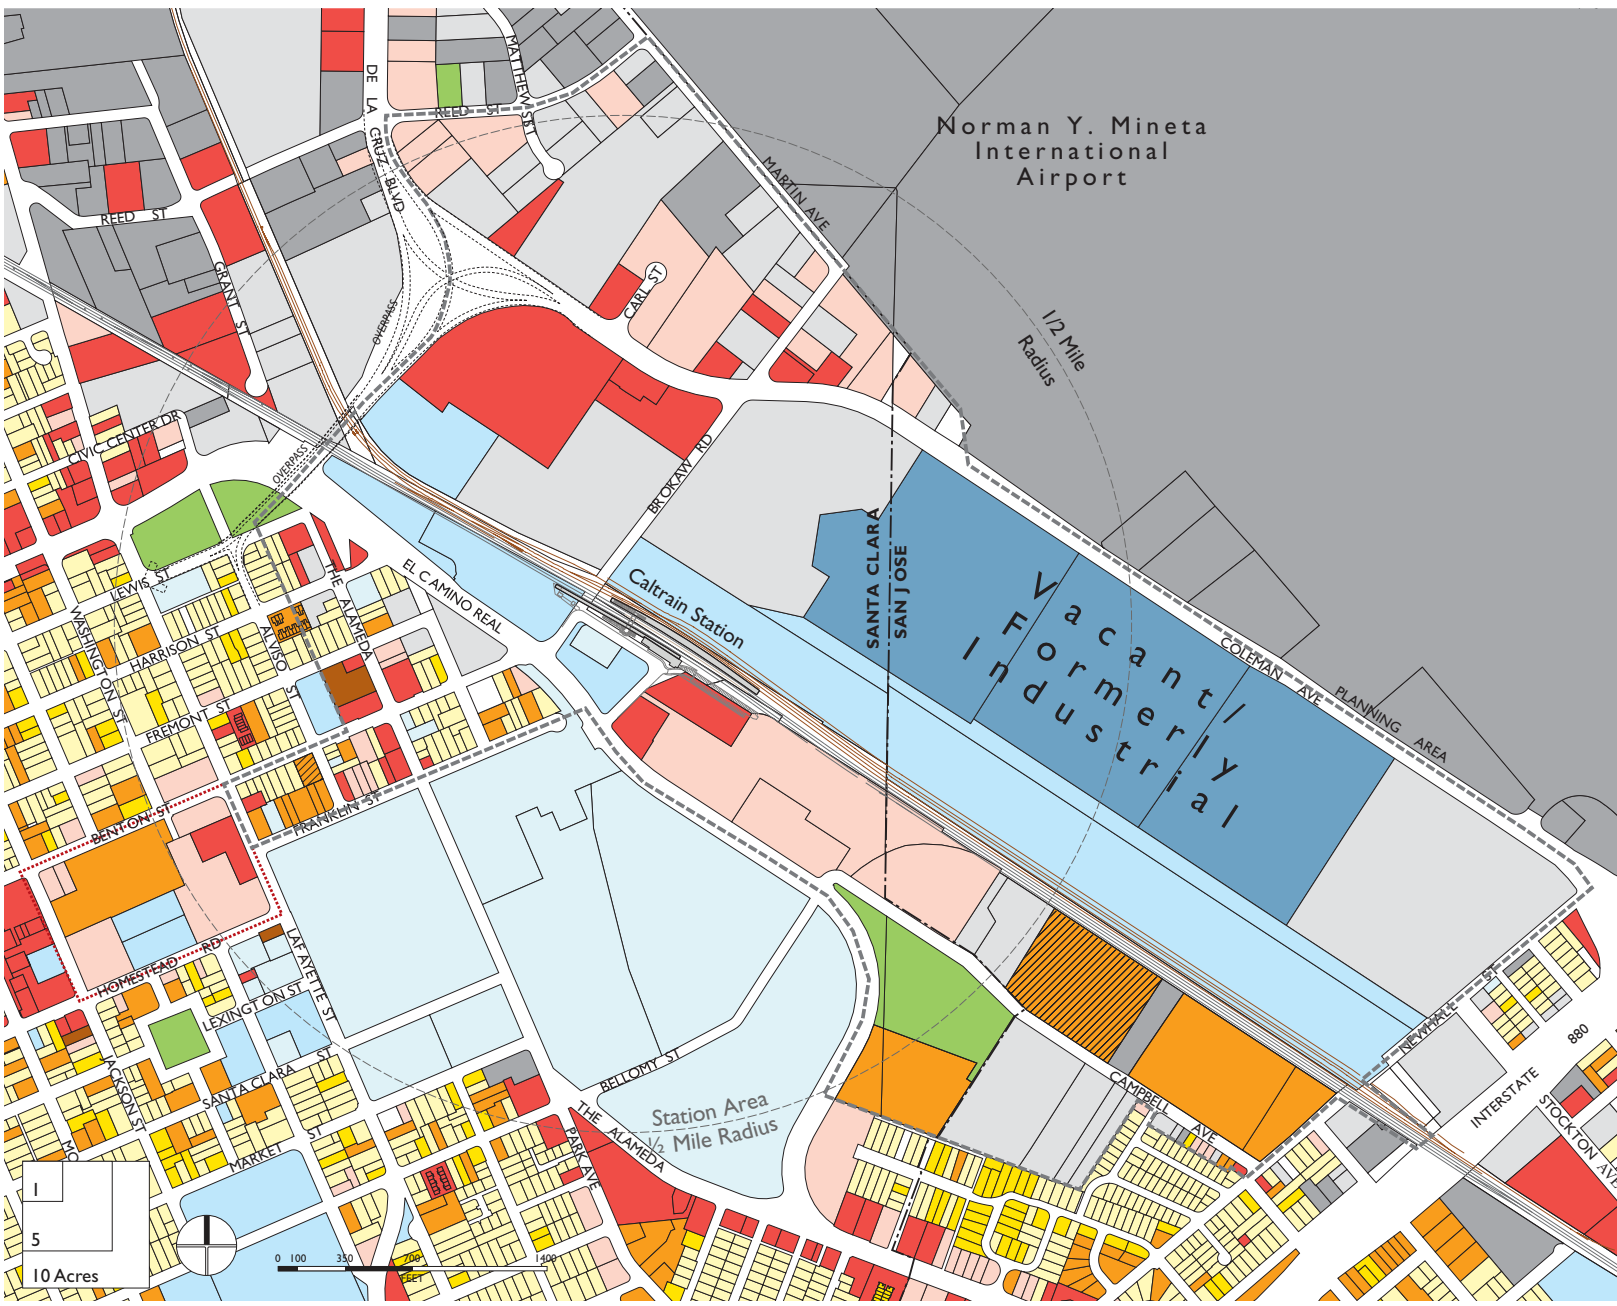 Norman Y. Mineta
International
Airport
DE LA CRUZ BLVD
MATTHEW ST
REED ST
MARTIN AVE
REED ST
GRANT ST
CARL ST
OVERPASS
1/2 Mile
Radius
CIVIC CENTER DR
OVERPASS
BROKAW RD
SANTA CLARA
SAN JOSE
LEWIS ST
THE ALAMEDA
EL CAMINO REAL
Caltrain Station
Vacant/
Formerly
Industrial
WASHINGTON ST
HARRISON ST
ALVISO ST
COLEMAN AVE
PLANNING AREA
FREMONT ST
BENTON ST
FRANKLIN ST
HOMESTEAD RD
LAFAYETTE ST
LEXINGTON ST
NEWHALL ST
880
INTERSTATE
JACKSON ST
SANTA CLARA ST
BELLOMY ST
Station Area
½ Mile Radius
CAMPBELL AVE
STOCKTON AVE
THE ALAMEDA
PARK AVE
MARKET ST
MO
1
5
10 Acres
0 100 350 700 1400
FEET